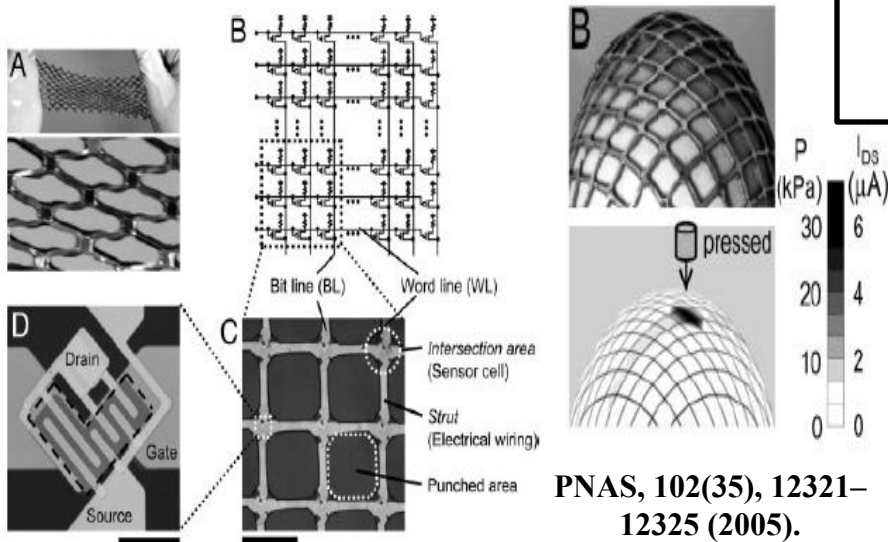 A
B
Bit line (BL)
Word line (WL)
D
Drain
Gate
Source
C
Intersection area
(Sensor cell)
Strut
(Electrical wiring)
Punched area
B
P
(kPa)
I_DS
(μA)
30
6
20
4
10
2
0
0
pressed
PNAS, 102(35), 12321–
12325 (2005).